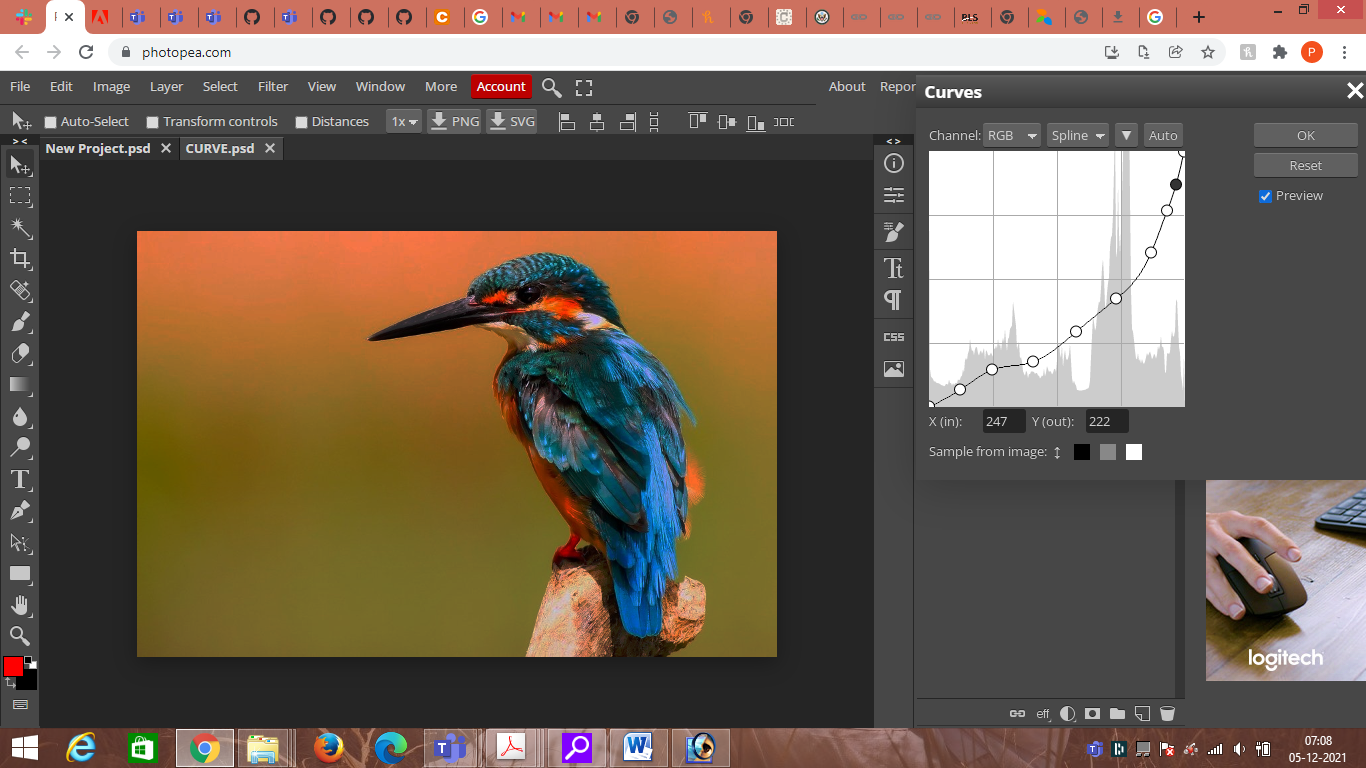 photopea.com
P
File Edit Image Layer Select Filter View Window More Account
About Repor
Curves
Auto-Select Transform controls Distances 1x PNG SVG
Channel: RGB Spline Auto OK
Reset
Preview
New Project.psd CURVE.psd
CSS
X (in): 247 Y (out): 222
Sample from image:
logitech
eff
07:08
05-12-2021